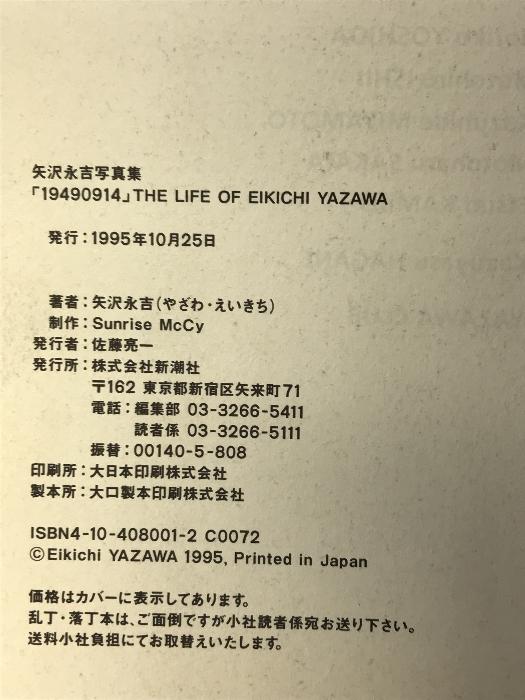 矢沢永吉写真集
「19490914」THE LIFE OF EIKICHI YAZAWA
発行：1995年10月25日
著者：矢沢永吉（やざわ・えいきち）
制作：Sunrise McCy
発行者：佐藤亮一
発行所：株式会社新潮社
〒162 東京都新宿区矢来町71
電話：編集部 03-3266-5411
読者係 03-3266-5111
振替：00140-5-808
印刷所：大日本印刷株式会社
製本所：大口製本印刷株式会社
ISBN4-10-408001-2 C0072
©Eikichi YAZAWA 1995, Printed in Japan
価格はカバーに表示してあります。
乱丁・落丁本は、ご面倒ですが小社読者係宛お送り下さい。
送料小社負担にてお取替えいたします。